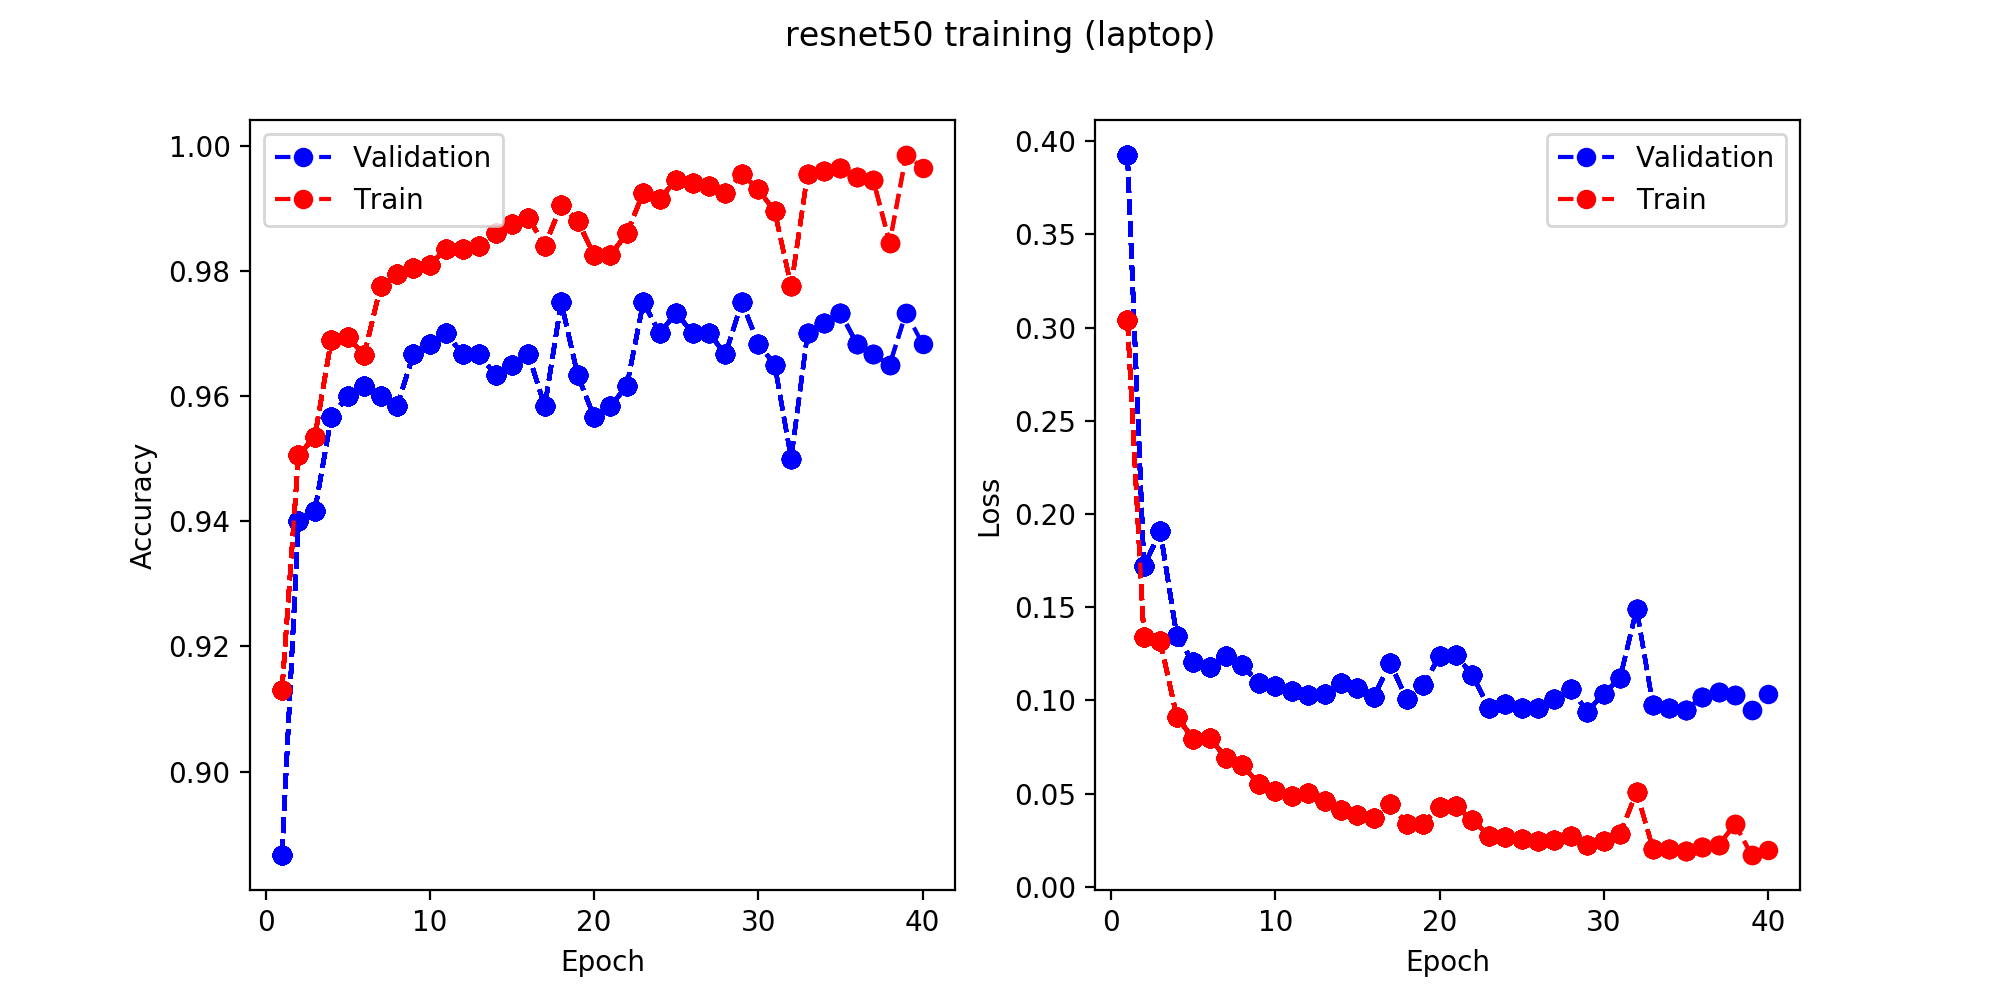 resnet50 training (laptop)
Accuracy
1.00
0.98
0.96
0.94
0.92
0.90
Validation
Train
0 10 20 30 40
Epoch
Loss
0.40
0.35
0.30
0.25
0.20
0.15
0.10
0.05
0.00
Validation
Train
0 10 20 30 40
Epoch